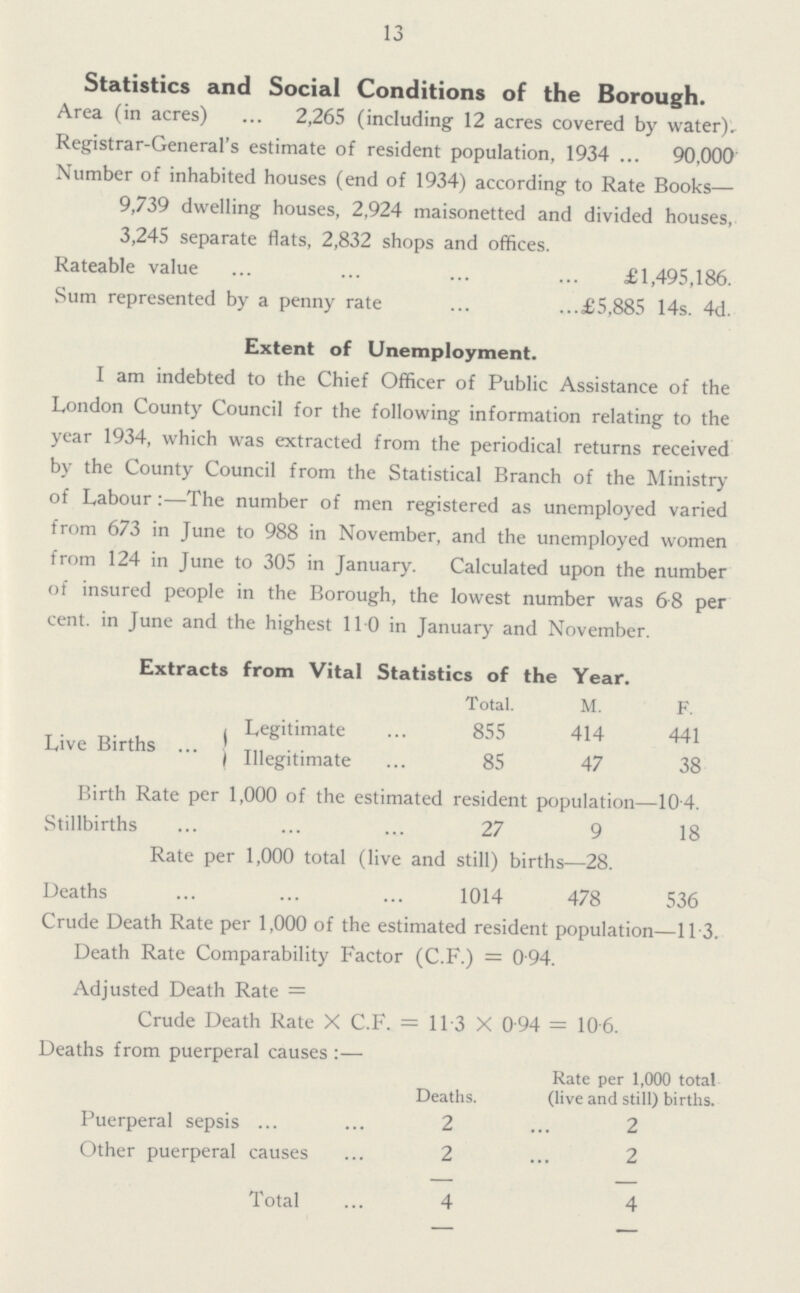 13
Statistics and Social Conditions of the Borough.
Area (in acres) ... 2,265 (including 12 acres covered by water).
Registrar-General's estimate of resident population, 1934 ... 90,000
Number of inhabited houses (end of 1934) according to Rate Books—
9,739 dwelling houses, 2,924 maisonetted and divided houses,
3,245 separate flats, 2,832 shops and offices.
Rateable value ... ... ... ... £1,495,186.
Sum represented by a penny rate ... ...£5,885 14s. 4d.
Extent of Unemployment.
I am indebted to the Chief Officer of Public Assistance of the
London County Council for the following information relating to the
year 1934, which was extracted from the periodical returns received
by the County Council from the Statistical Branch of the Ministry
of Labour:—The number of men registered as unemployed varied
from 673 in June to 988 in November, and the unemployed women
from 124 in June to 305 in January. Calculated upon the number
of insured people in the Borough, the lowest number was 6·8 per
cent. in June and the highest 11·0 in January and November.
Extracts from Vital Statistics of the Year.
Total. M. F.
Live Births ... { Legitimate ... 855 414 441
Illegitimate ... 85 47 38
Birth Rate per 1,000 of the estimated resident population—10·4.
Stillbirths ... ... ... 27 9 18
Rate per 1,000 total (live and still) births—28.
Deaths ... ... ... 1014 478 536
Crude Death Rate per 1,000 of the estimated resident population—11·3.
Death Rate Comparability Factor (C.F.) = 0·94.
Adjusted Death Rate =
Crude Death Rate X C.F. = 11·3 X 0·94 = 10·6.
Deaths from puerperal causes:—
Deaths. Rate per 1,000 total
(live and still) births.
Puerperal sepsis ... ... 2 ... 2
Other puerperal causes ... 2 ... 2
Total ... 4 4